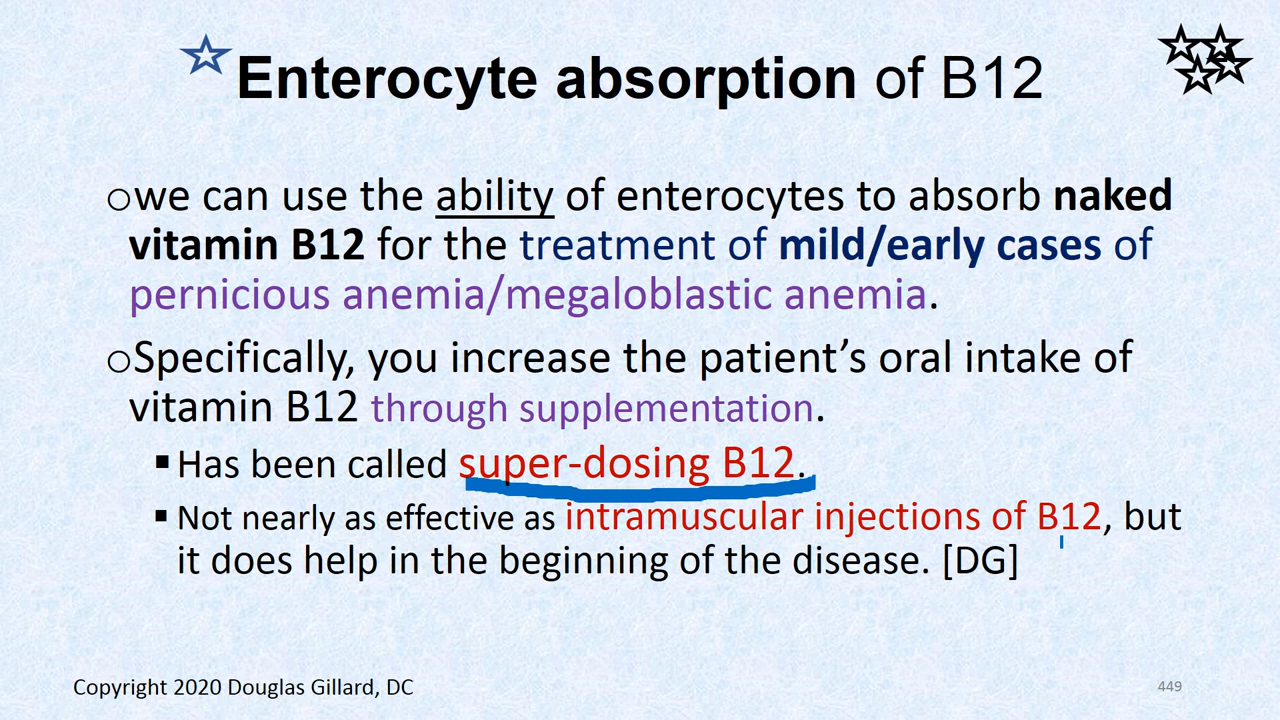 Enterocyte absorption of B12
owe can use the ability of enterocytes to absorb naked
vitamin B12 for the treatment of mild/early cases of
pernicious anemia/megaloblastic anemia.
oSpecifically, you increase the patient’s oral intake of
vitamin B12 through supplementation.
▪Has been called super-dosing B12.
▪Not nearly as effective as intramuscular injections of B12, but
it does help in the beginning of the disease. [DG]
Copyright 2020 Douglas Gillard, DC
449